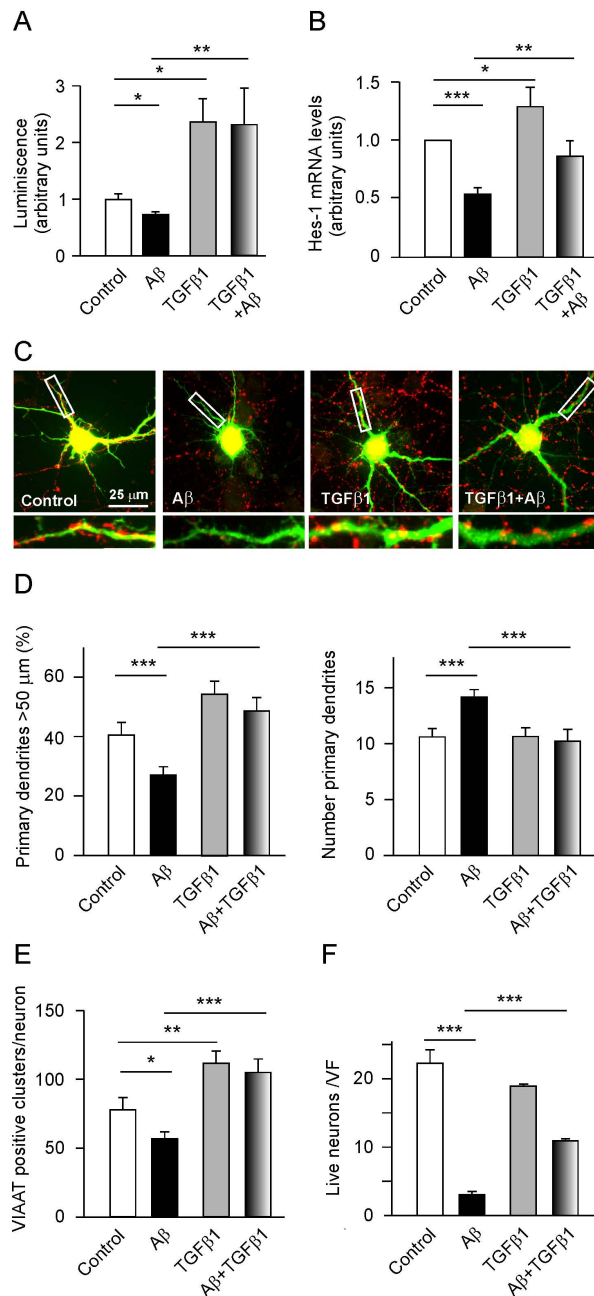 A
Luminiscence
(arbitrary units)
3
2
1
0
*
*
**
Control
Aβ
TGFβ1
TGFβ1
+Aβ
B
Hes-1 mRNA levels
(arbitrary units)
1.5
1.0
0.5
0
***
*
**
Control
Aβ
TGFβ1
TGFβ1
+Aβ
C
Control
25 μm
Aβ
TGFβ1
TGFβ1+Aβ
D
Primary dendrites >50 μm (%)
60
40
20
0
***
***
Control
Aβ
TGFβ1
Aβ+TGFβ1
Number primary dendrites
15
10
5
0
***
***
Control
Aβ
TGFβ1
Aβ+TGFβ1
E
VIAAT positive clusters/neuron
150
100
50
0
*
**
***
Control
Aβ
TGFβ1
Aβ+TGFβ1
F
Live neurons /VF
20
10
0
***
***
Control
Aβ
TGFβ1
Aβ+TGFβ1